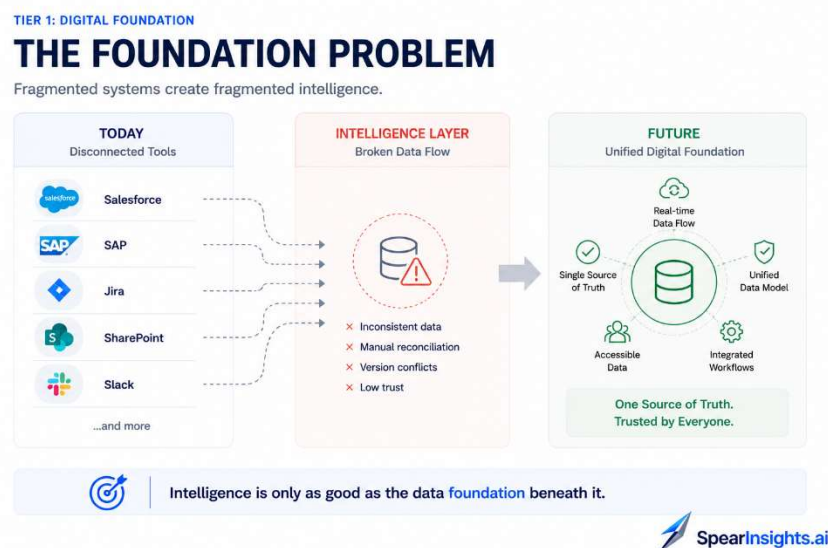 TIER 1: DIGITAL FOUNDATION
THE FOUNDATION PROBLEM
Fragmented systems create fragmented intelligence.
TODAY
Disconnected Tools
salesforce
Salesforce
SAP
SAP
Jira
S
SharePoint
Slack
...and more
INTELLIGENCE LAYER
Broken Data Flow
× Inconsistent data
× Manual reconciliation
× Version conflicts
× Low trust
FUTURE
Unified Digital Foundation
Real-time
Data Flow
Single Source
of Truth
Unified
Data Model
Accessible
Data
Integrated
Workflows
One Source of Truth.
Trusted by Everyone.
Intelligence is only as good as the data foundation beneath it.
SpearInsights.ai